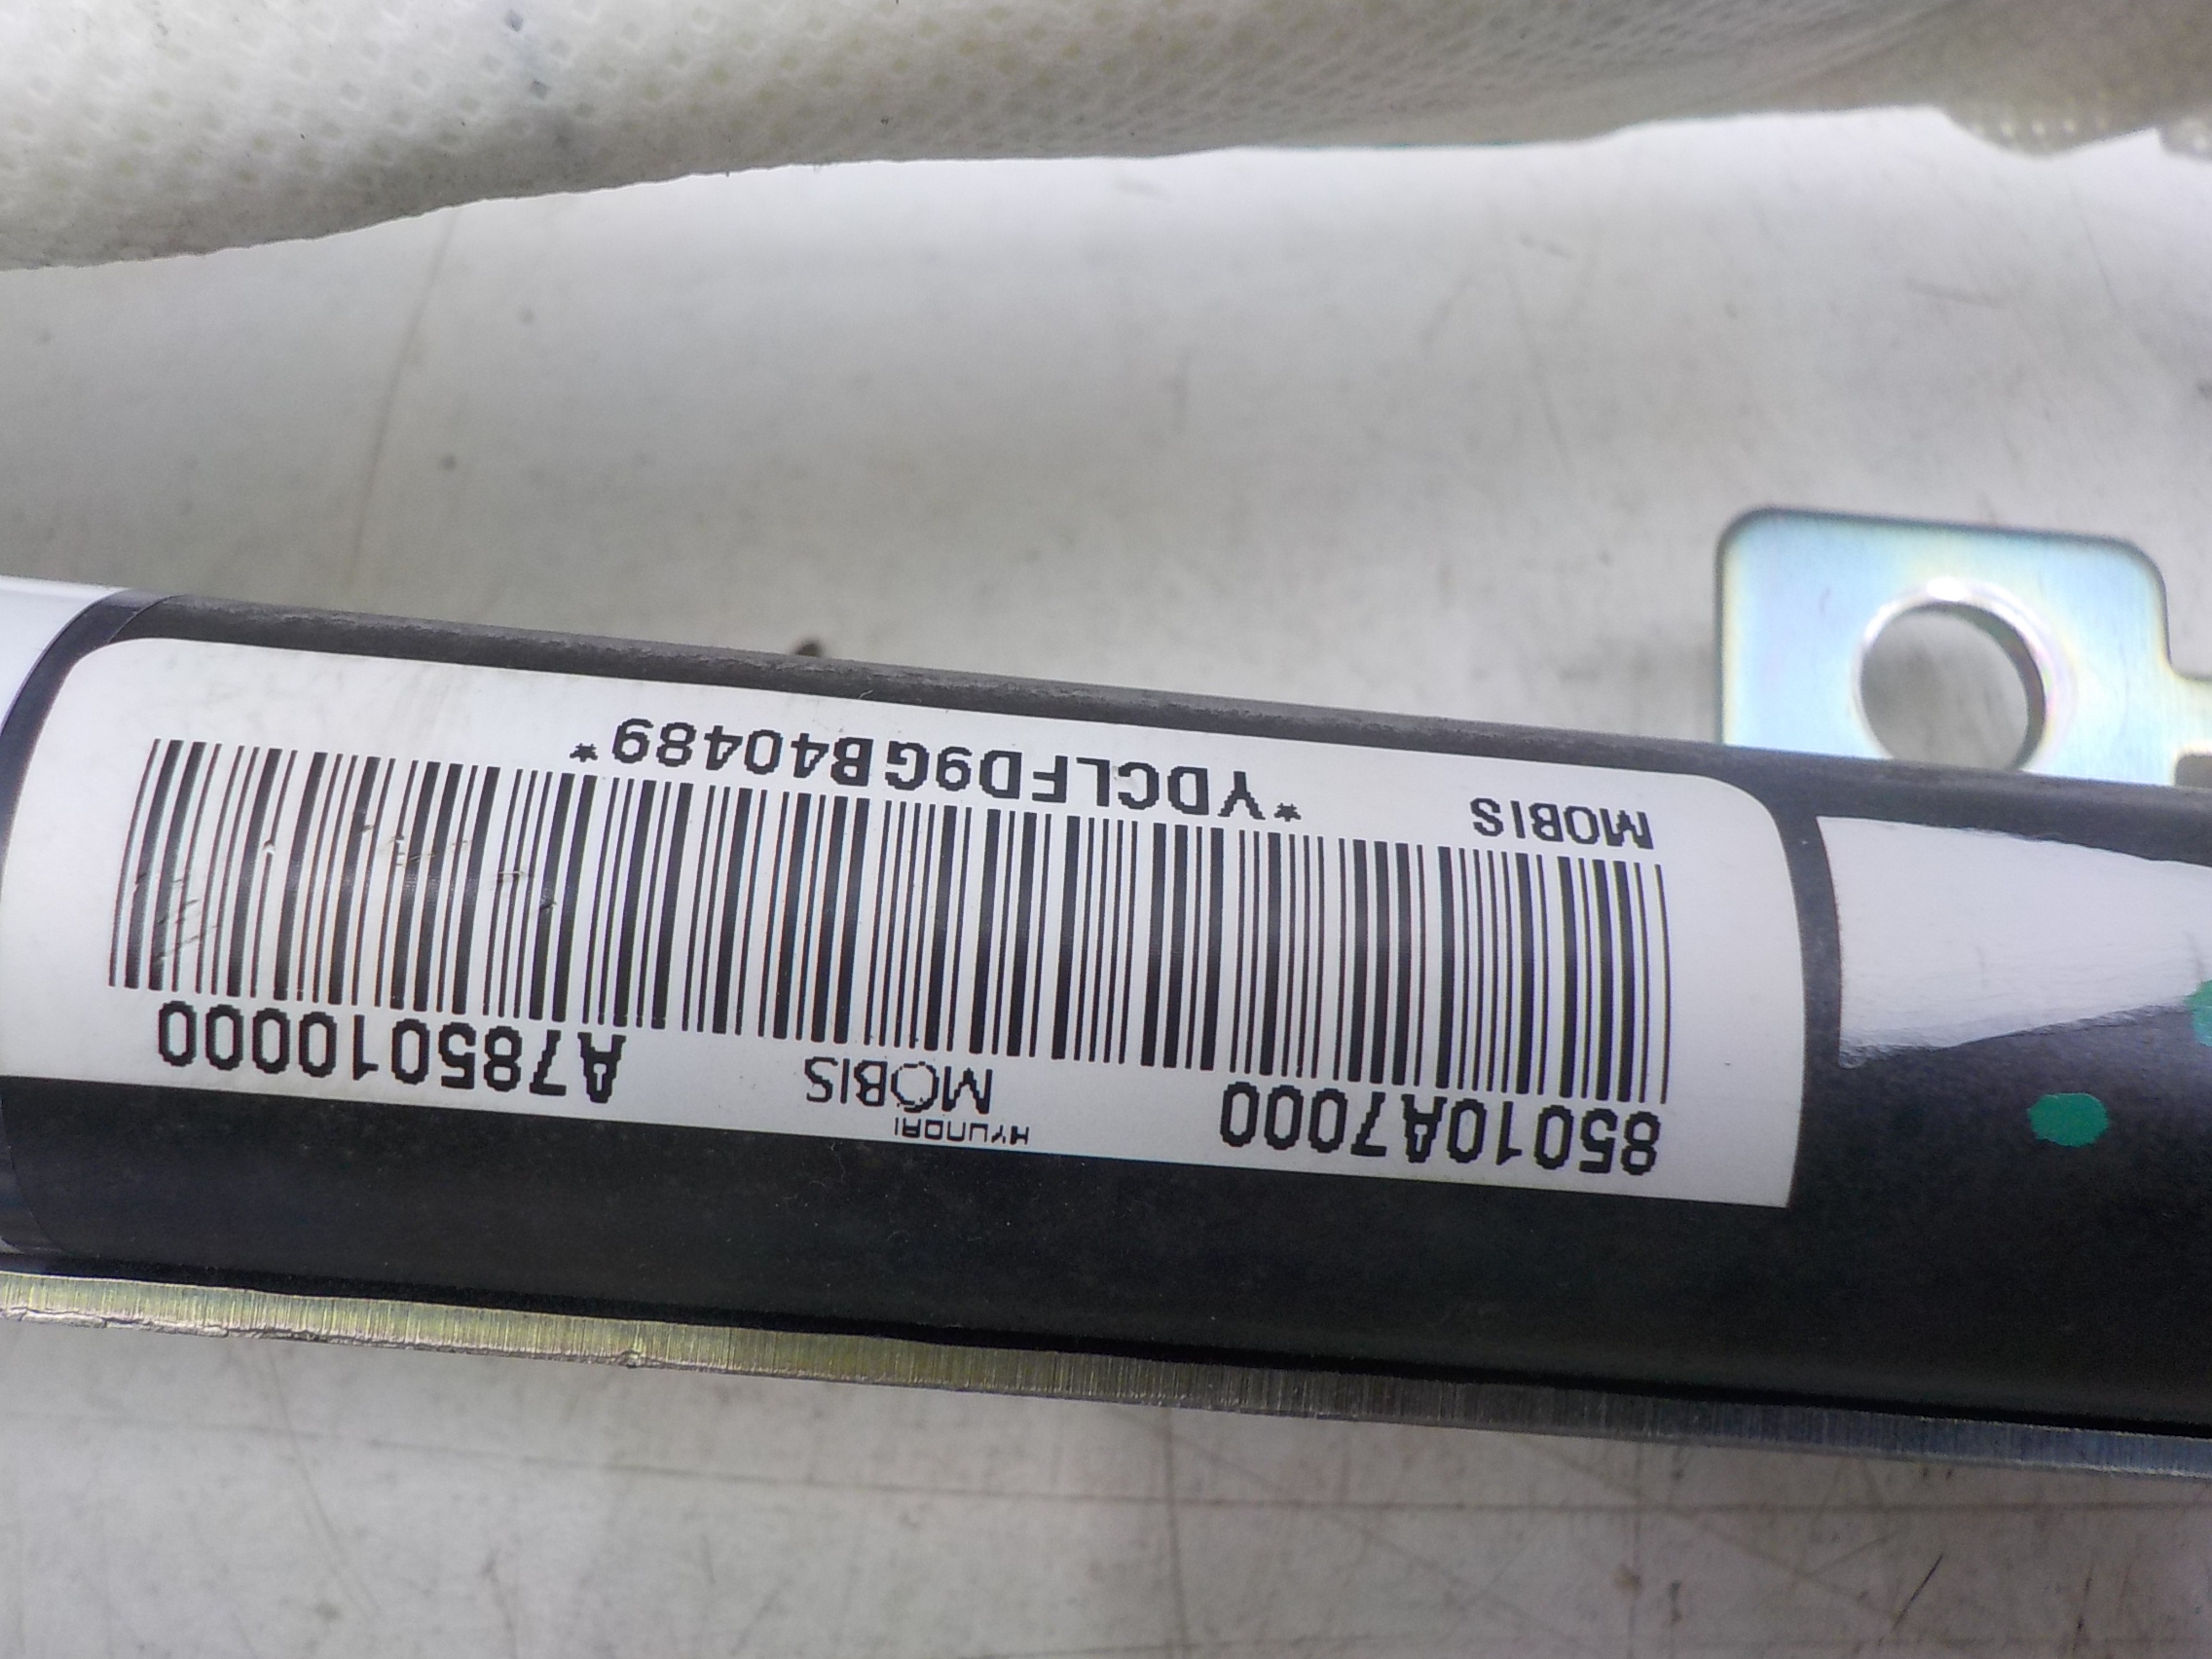 HYUNDAI
85010A7000 MOBIS A785010000
MOBIS *YDCLFD9GB40489*